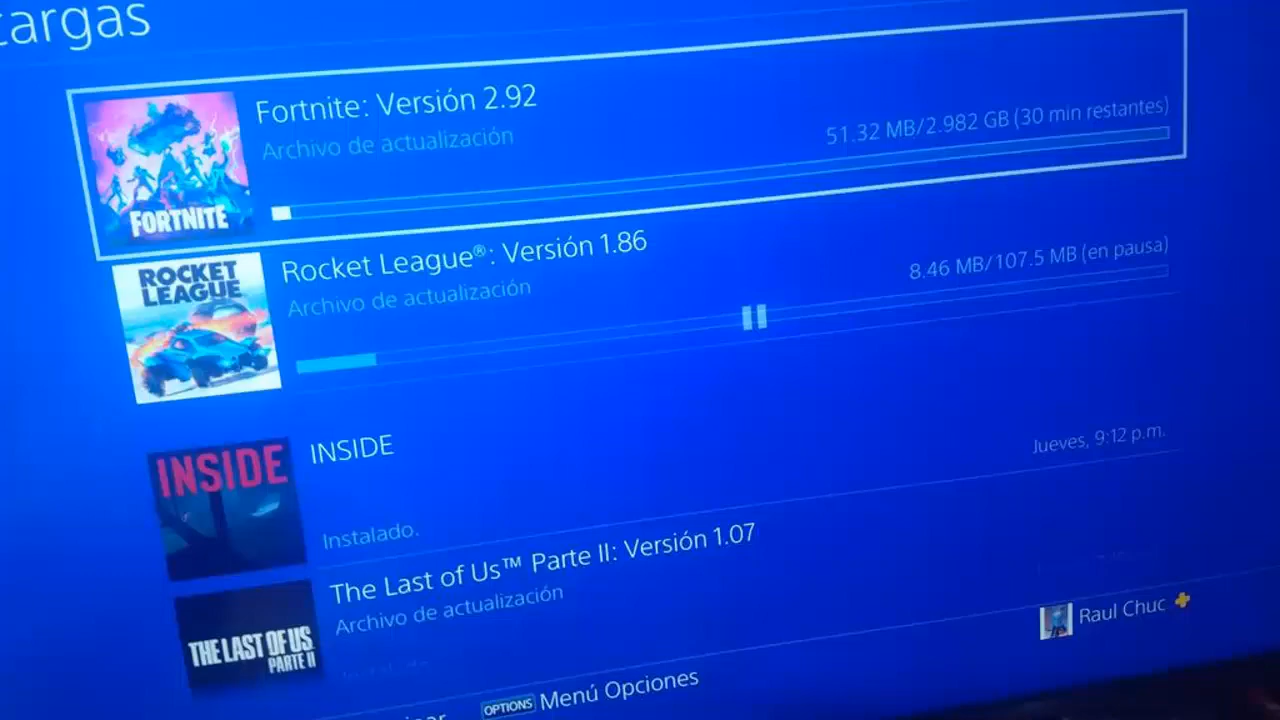 cargas
Fortnite: Versión 2.92
Archivo de actualización
51.32 MB/2.982 GB (30 min restantes)
FORTNITE
Rocket League®: Versión 1.86
Archivo de actualización
8.46 MB/107.5 MB (en pausa)
ROCKET
LEAGUE
INSIDE
INSIDE
Jueves, 9:12 p.m.
Instalado.
The Last of Us™ Parte II: Versión 1.07
Archivo de actualización
THE LAST OF US
PARTE II
Raul Chuc
OPTIONS Menú Opciones